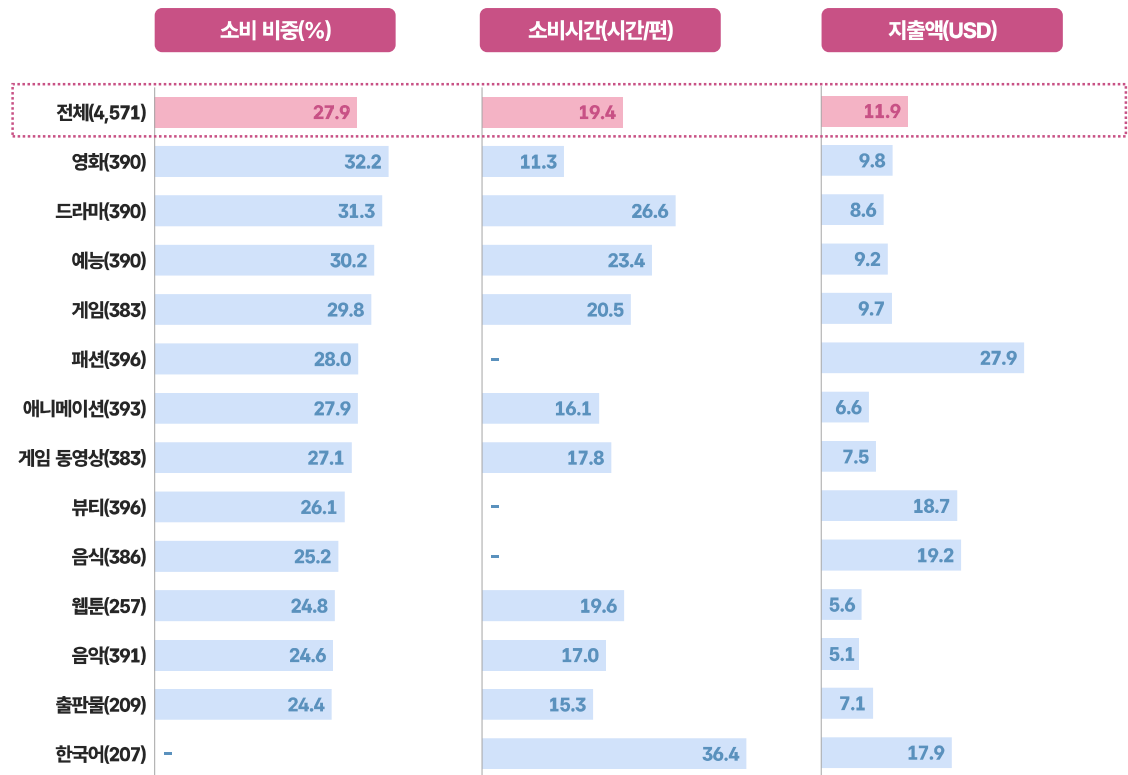 소비 비중(%) 소비시간(시간/편) 지출액(USD)
전체(4,571) 27.9 19.4 11.9
영화(390) 32.2 11.3 9.8
드라마(390) 31.3 26.6 8.6
예능(390) 30.2 23.4 9.2
게임(383) 29.8 20.5 9.7
패션(396) 28.0 - 27.9
애니메이션(393) 27.9 16.1 6.6
게임 동영상(383) 27.1 17.8 7.5
뷰티(396) 26.1 - 18.7
음식(386) 25.2 - 19.2
웹툰(257) 24.8 19.6 5.6
음악(391) 24.6 17.0 5.1
출판물(209) 24.4 15.3 7.1
한국어(207) - 36.4 17.9